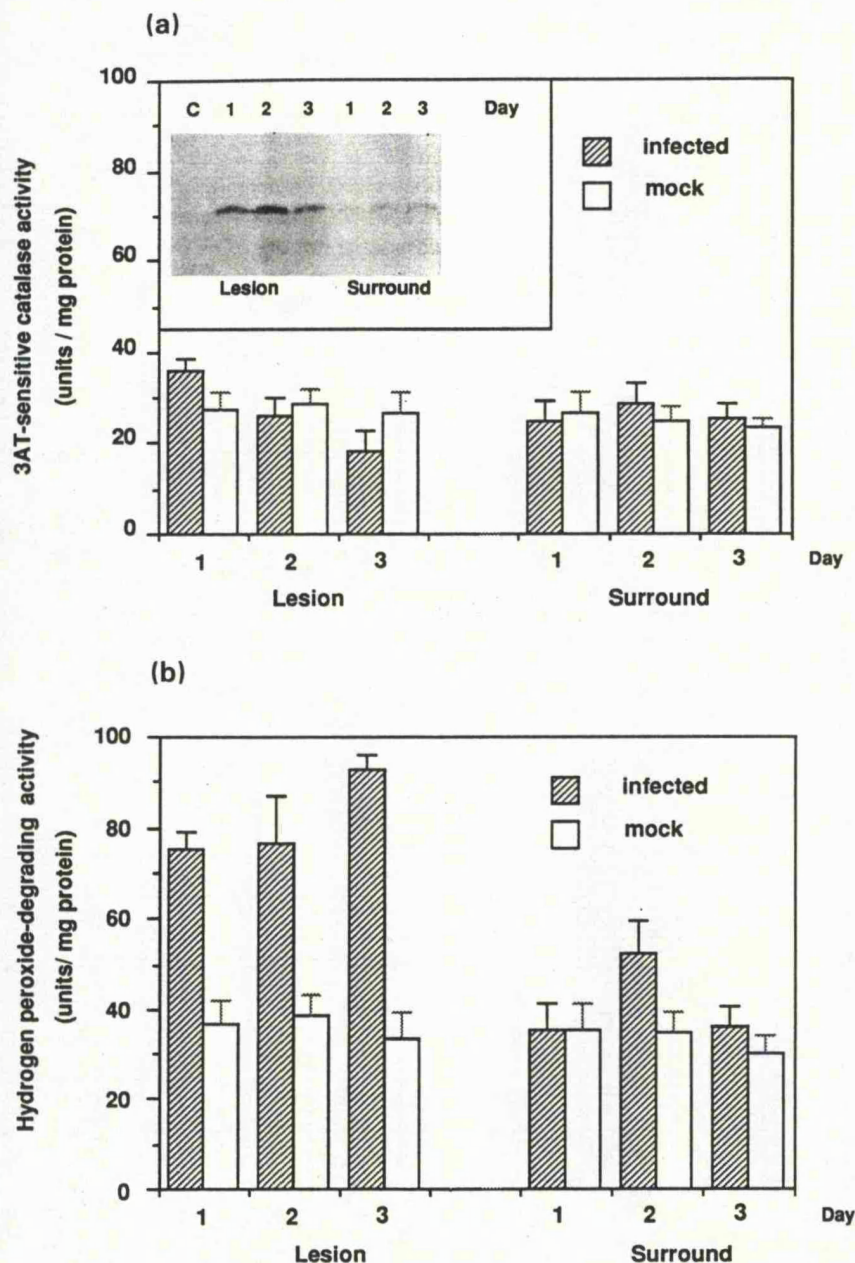 (a)
3AT-sensitive catalase activity
(units / mg protein)
100
80
60
40
20
0
C 1 2 3 1 2 3 Day
Lesion Surround
infected
mock
1 2 3 1 2 3 Day
Lesion Surround
(b)
Hydrogen peroxide-degrading activity
(units/ mg protein)
100
80
60
40
20
0
infected
mock
1 2 3 1 2 3 Day
Lesion Surround